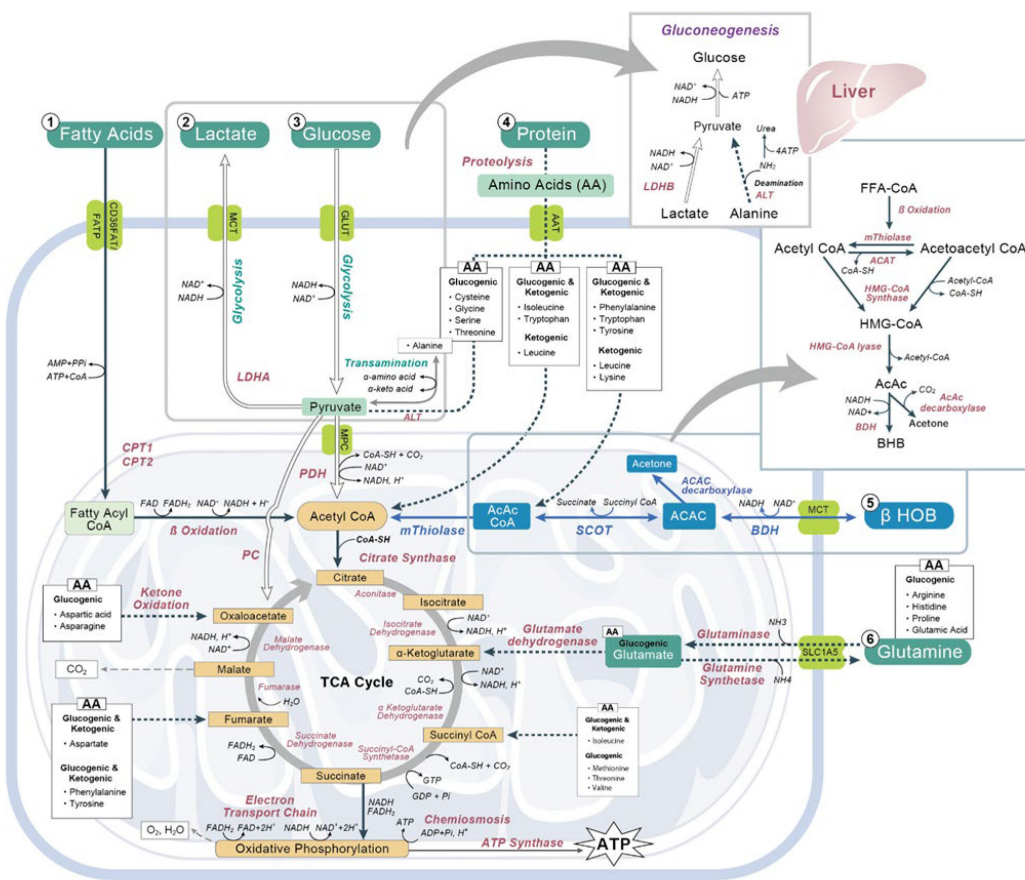 Gluconeogenesis
Glucose
NAD⁺
NADH
ATP
Pyruvate
NADH
NAD⁺
LDHB
Lactate
Urea
4ATP
NH₂
Deamination
ALT
Alanine
Liver
1 Fatty Acids
2 Lactate
3 Glucose
4 Protein
Proteolysis
Amino Acids (AA)
CD36FAT/
FATP
MCT
GLUT
AAT
FFA-CoA
ß Oxidation
mThiolase
Acetyl CoA
Acetoacetyl CoA
ACAT
CoA-SH
HMG-CoA
Synthase
Acetyl-CoA
CoA-SH
HMG-CoA
HMG-CoA lyase
Acetyl-CoA
AcAc
NADH
NAD+
BDH
CO₂
AcAc
decarboxylase
Acetone
BHB
NAD⁺
NADH
Glycolysis
NADH
NAD⁺
Glycolysis
AA
Glucogenic
· Cysteine
· Glycine
· Serine
· Threonine
AA
Glucogenic
& Ketogenic
· Isoleucine
· Tryptophan
Ketogenic
· Leucine
AA
Glucogenic
& Ketogenic
· Phenylalanine
· Tryptophan
· Tyrosine
Ketogenic
· Leucine
· Lysine
· Alanine
Transamination
α-amino acid
α-keto acid
ALT
AMP+PPi
ATP+CoA
LDHA
Pyruvate
MPC
CPT1
CPT2
PDH
CoA-SH + CO₂
NAD⁺
NADH, H⁺
Fatty Acyl
CoA
FAD FADH₂ NAD⁺ NADH + H⁺
ß Oxidation
Acetyl CoA
mThiolase
AcAc
CoA
Succinate Succinyl CoA
SCOT
Acetone
ACAC
decarboxylase
ACAC
NADH NAD⁺
BDH
MCT
5 β HOB
PC
CoA-SH
Citrate Synthase
Citrate
Aconitase
Isocitrate
Isocitrate
Dehydrogenase
NAD⁺
NADH, H⁺
α-Ketoglutarate
Glutamate
dehydrogenase
AA
Glucogenic
Glutamate
Glutaminase
NH3
Glutamine
Synthetase
NH4
SLC1A5
6 Glutamine
AA
Glucogenic
· Arginine
· Histidine
· Proline
· Glutamic Acid
AA
Glucogenic
· Aspartic acid
· Asparagine
Ketone
Oxidation
Oxaloacetate
NADH, H⁺
NAD⁺
Malate
Dehydrogenase
CO₂
Malate
Fumarase
H₂O
TCA Cycle
CO₂
CoA-SH
NAD⁺
NADH, H⁺
α Ketoglutarate
Dehydrogenase
AA
Glucogenic &
Ketogenic
· Aspartate
Glucogenic &
Ketogenic
· Phenylalanine
· Tyrosine
Fumarate
Succinate
Dehydrogenase
FADH₂
FAD
Succinyl-CoA
Synthetase
Succinyl CoA
CoA-SH + CO₂
GTP
GDP + Pi
AA
Glucogenic &
Ketogenic
· Isoleucine
Glucogenic
· Methionine
· Threonine
· Valine
Succinate
NADH
FADH₂
Electron
Transport Chain
O₂, H₂O
FADH₂ FAD+2H⁺
NADH NAD⁺+2H⁺
Oxidative Phosphorylation
ATP
ADP+Pi, H⁺
Chemiosmosis
ATP Synthase
ATP